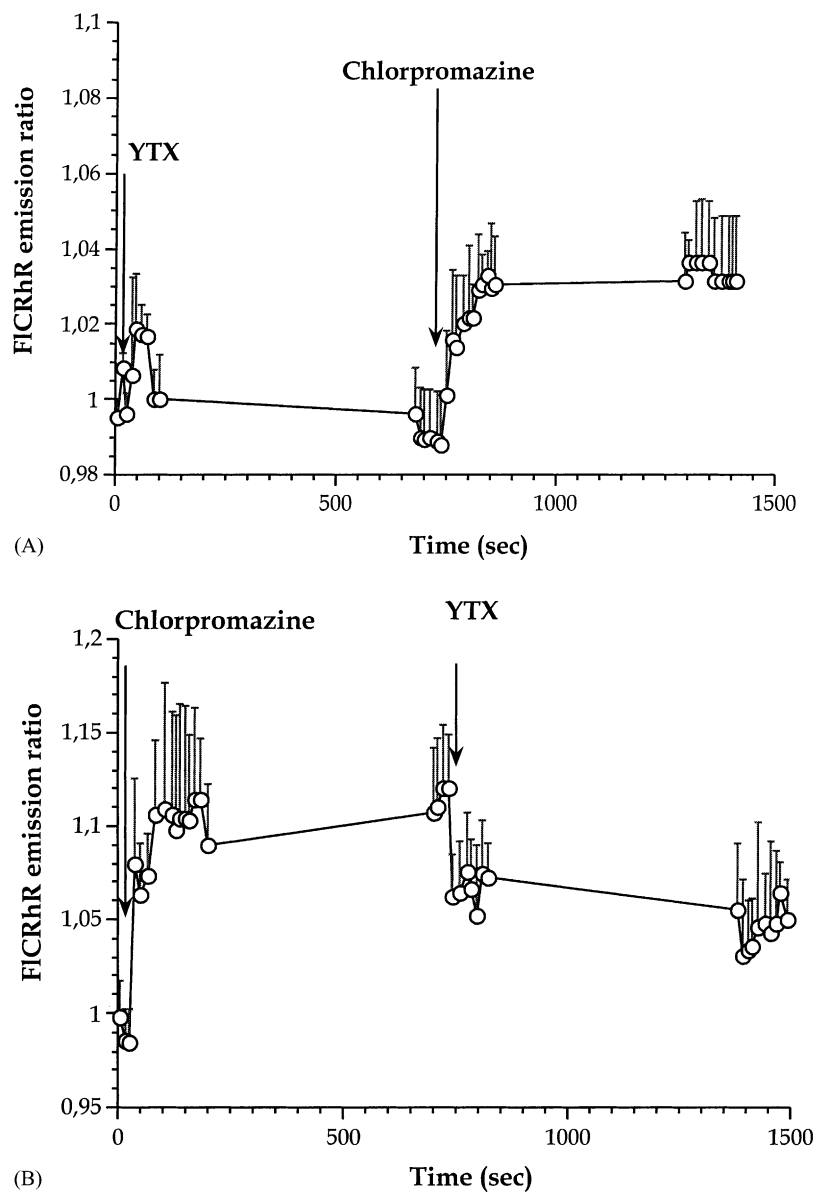 1,1
Chlorpromazine
1,08
YTX
1,06
FlCRhR emission ratio
1,04
1,02
1
0,98
0 500 1000 1500
(A) Time (sec)
Chlorpromazine YTX
1,2
1,15
FlCRhR emission ratio
1,1
1,05
1
0,95
0 500 1000 1500
(B) Time (sec)